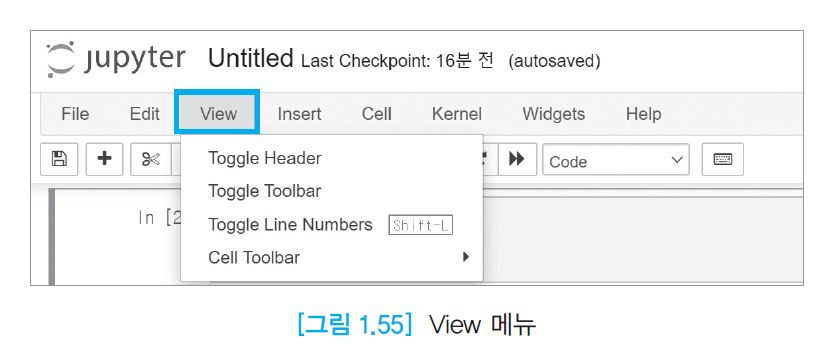 jupyter Untitled Last Checkpoint: 16분 전 (autosaved)
File Edit View Insert Cell Kernel Widgets Help
Code
Toggle Header
Toggle Toolbar
Toggle Line Numbers Shift-L
Cell Toolbar
In [2
[그림 1.55] View 메뉴